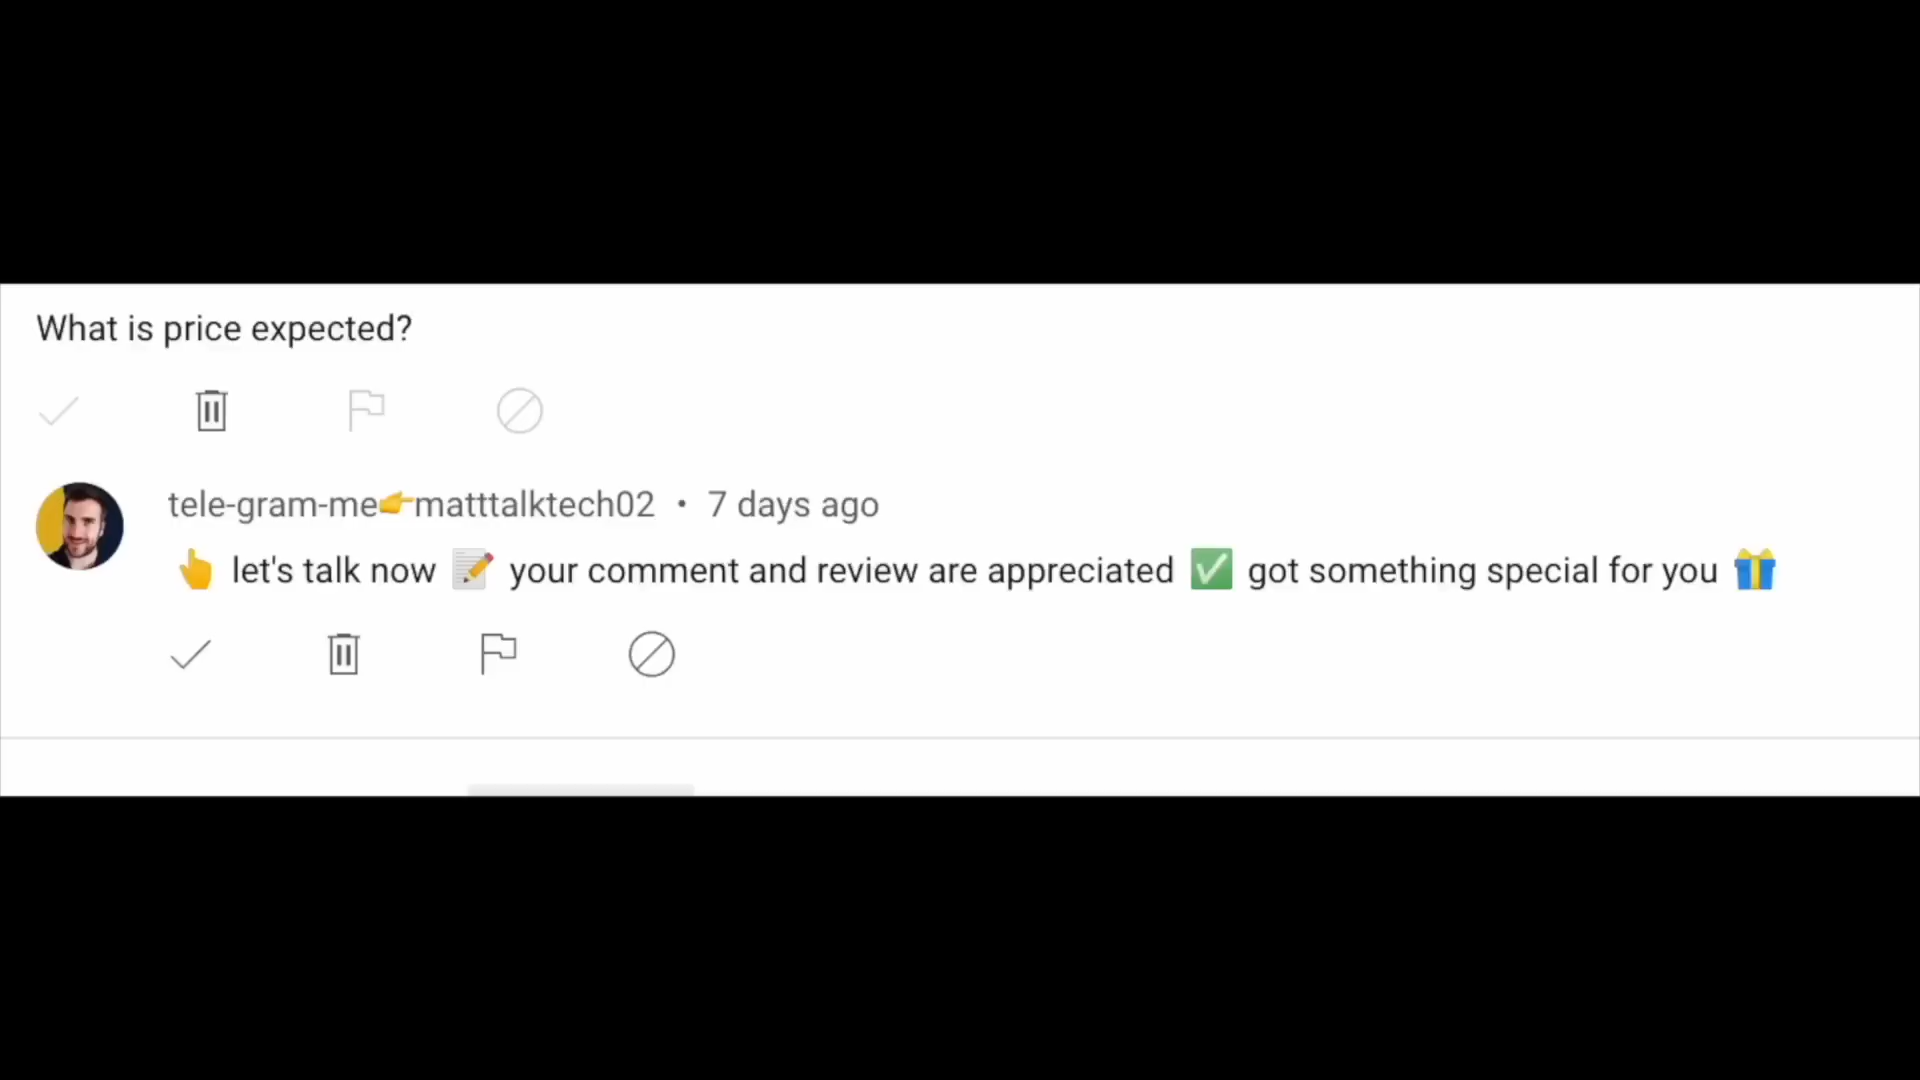 What is price expected?
tele-gram-me👉matttalktech02 • 7 days ago
👆 let's talk now 📝 your comment and review are appreciated ✅ got something special for you 🎁